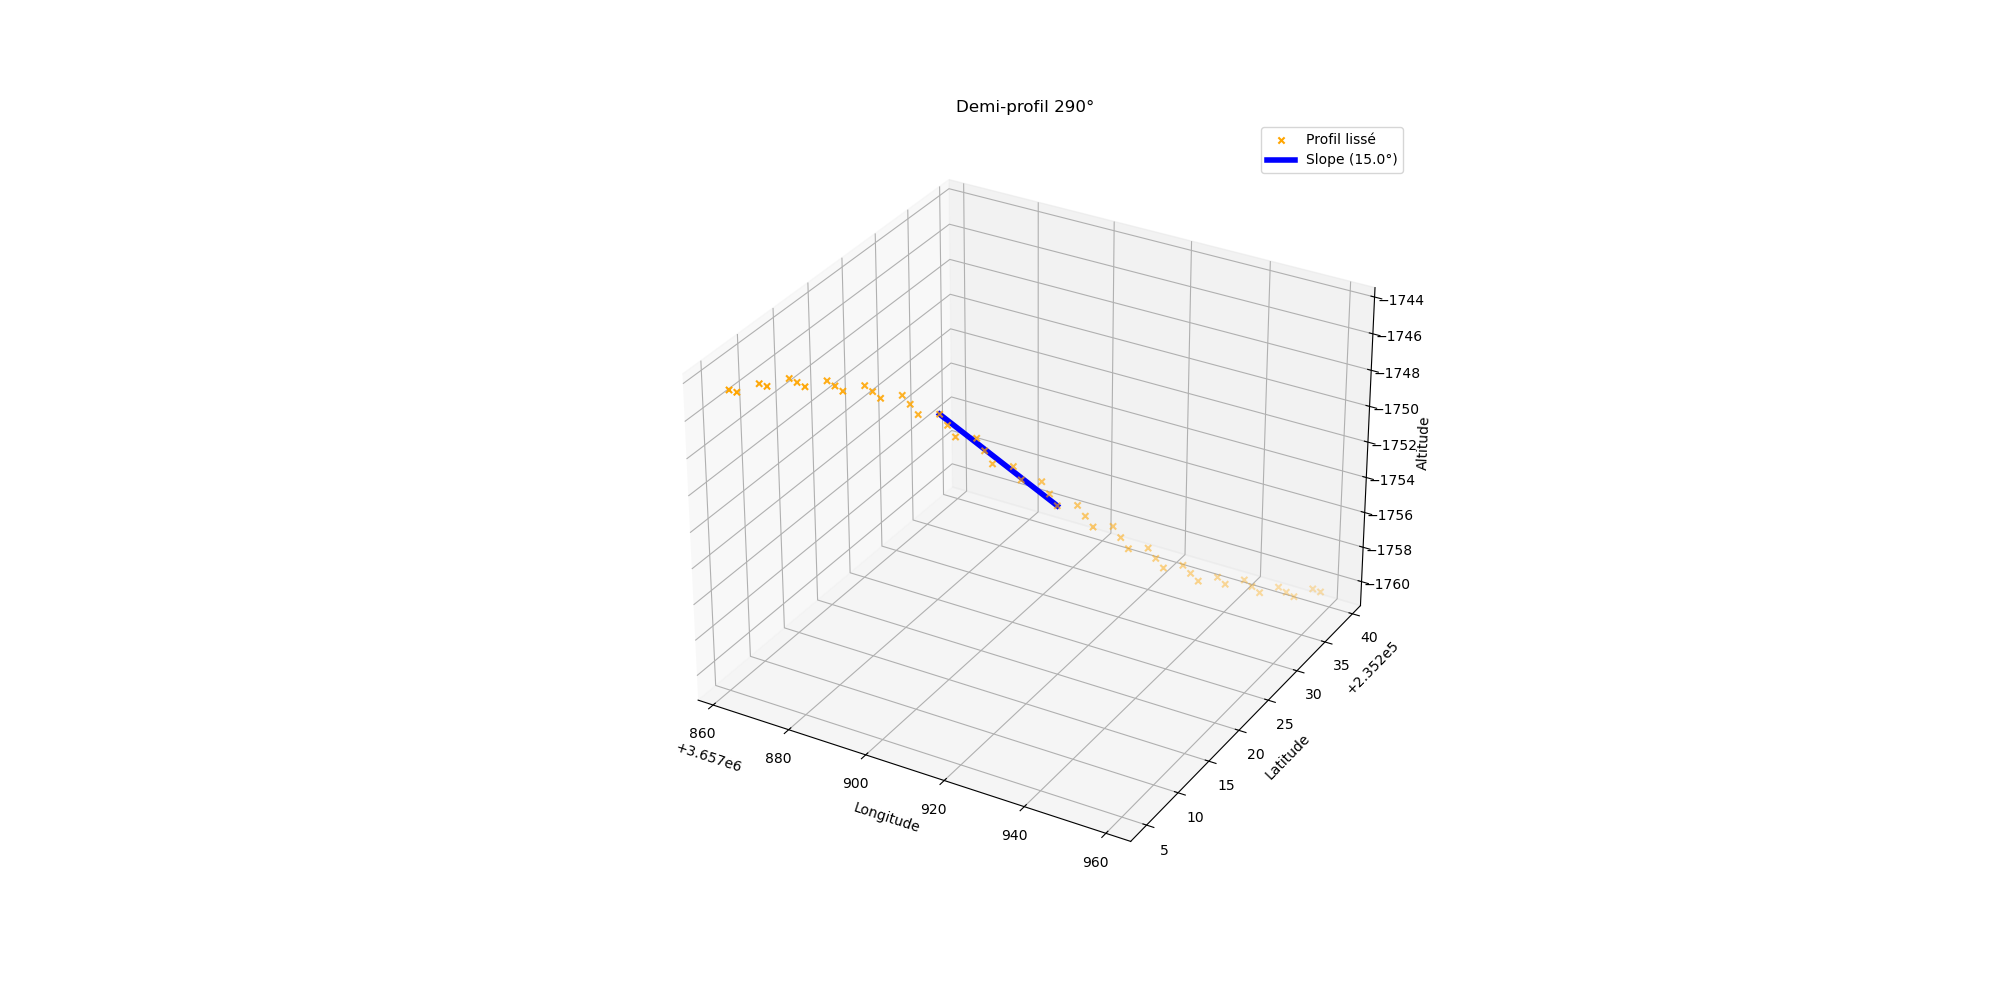 Demi-profil 290°
Profil lissé
Slope (15.0°)
−1744
−1746
−1748
−1750
−1752
−1754
−1756
−1758
−1760
Altitude
40
35
30
25
20
15
10
5
+2.352e5
Latitude
860
880
900
920
940
960
+3.657e6
Longitude